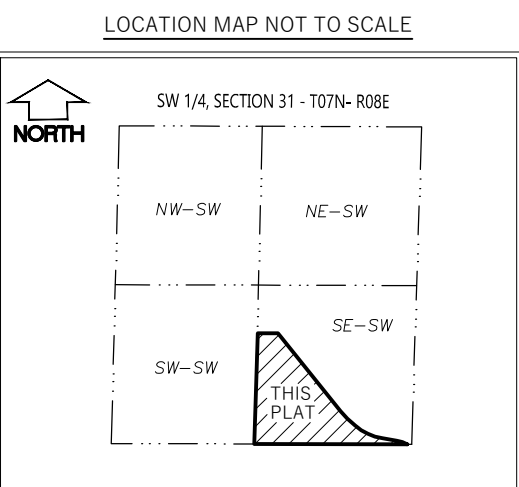 LOCATION MAP NOT TO SCALE
SW 1/4, SECTION 31 - T07N- R08E
NORTH
NW-SW
NE-SW
SE-SW
SW-SW
THIS
PLAT